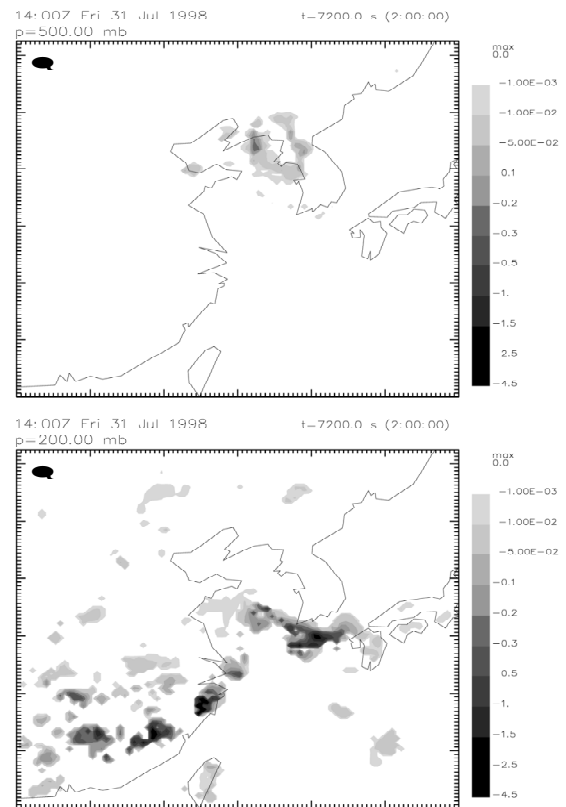 14:00Z Fri 31 Jul 1998 t=7200.0 s (2:00:00)
p=500.00 mb
max
0.0
-1.00E-03
-1.00E-02
-5.00E-02
0.1
-0.2
-0.3
-0.5
-1.
-1.5
2.5
-4.5
14:00Z Fri 31 Jul 1998 t=7200.0 s (2:00:00)
p=200.00 mb
max
0.0
-1.00E-03
-1.00E-02
-5.00E-02
-0.1
-0.2
-0.3
0.5
-1.
-1.5
-2.5
-4.5